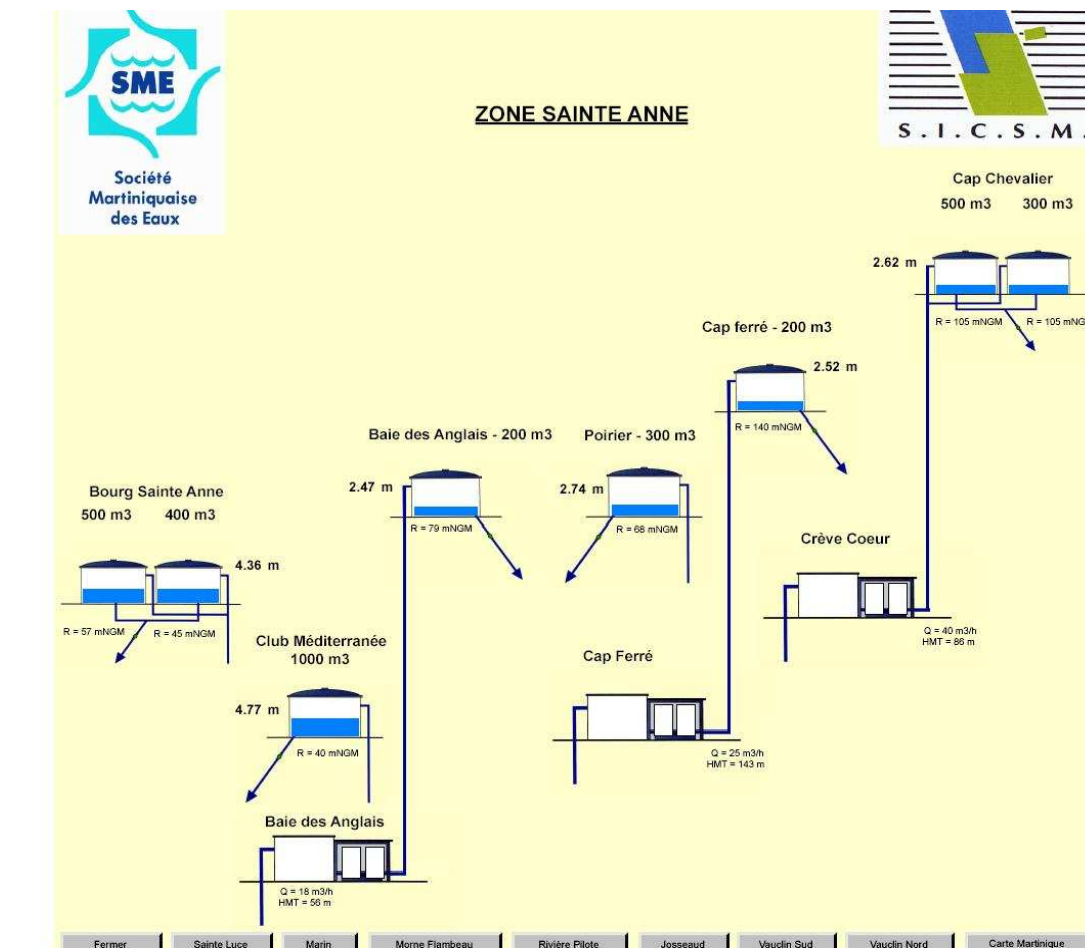 SME
Société
Martiniquaise
des Eaux
ZONE SAINTE ANNE
S . I . C . S . M .
Cap Chevalier
500 m3 300 m3
2.62 m
R = 105 mNGM R = 105 mNG
Cap ferré - 200 m3
2.52 m
R = 140 mNGM
Baie des Anglais - 200 m3
2.47 m
R = 79 mNGM
Poirier - 300 m3
2.74 m
R = 68 mNGM
Bourg Sainte Anne
500 m3 400 m3
4.36 m
R = 57 mNGM R = 45 mNGM
Crève Coeur
Q = 40 m3/h
HMT = 86 m
Club Méditerranée
1000 m3
4.77 m
R = 40 mNGM
Cap Ferré
Q = 25 m3/h
HMT = 143 m
Baie des Anglais
Q = 18 m3/h
HMT = 56 m
Fermer Sainte Luce Marin Morne Flambeau Rivière Pilote Josseaud Vauclin Sud Vauclin Nord Carte Martinique